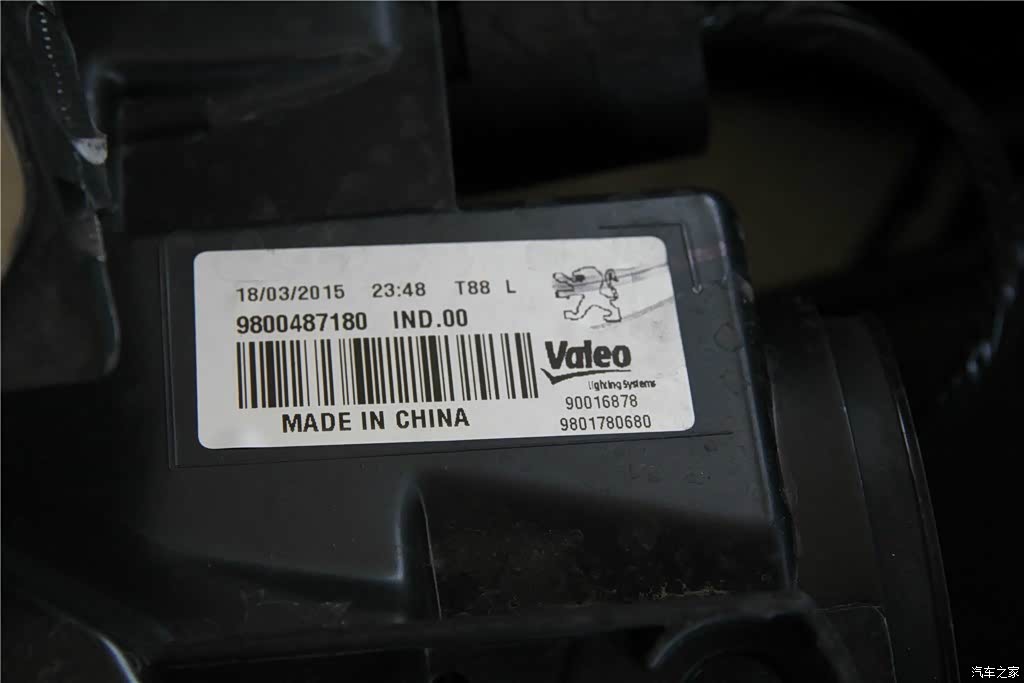 18/03/2015 23:48 T88 L
9800487180 IND.00
MADE IN CHINA
Valeo
Lighting Systems
90016878
9801780680
汽车之家